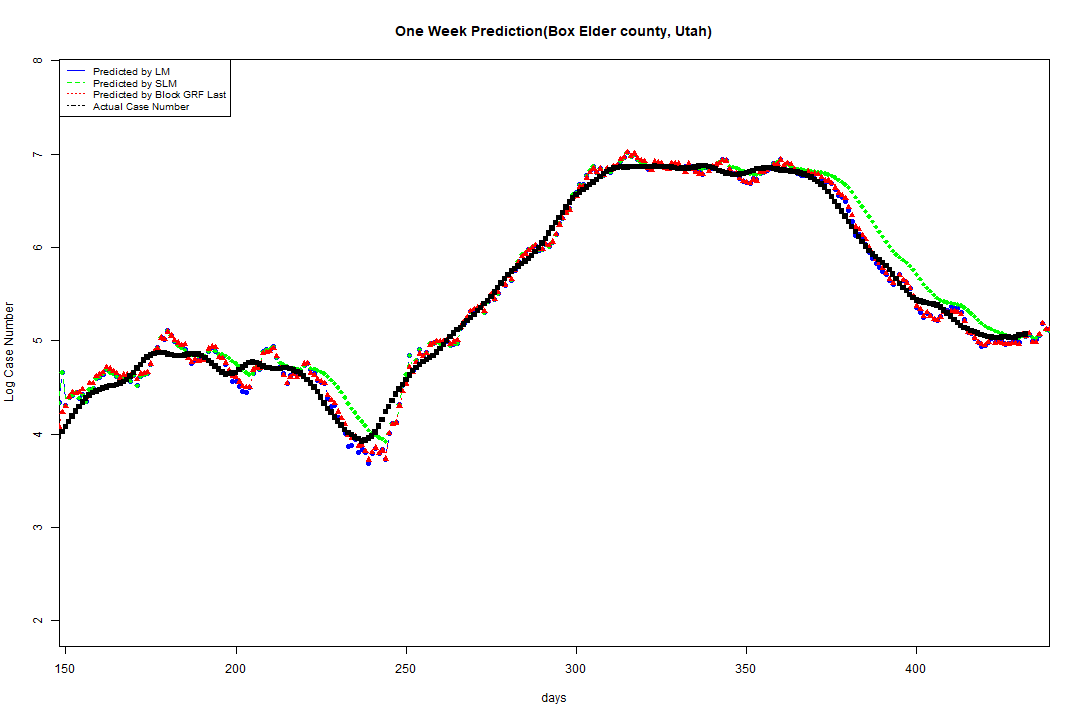 One Week Prediction(Box Elder county, Utah)
Predicted by LM
Predicted by SLM
Predicted by Block GRF Last
Actual Case Number
8
7
6
5
4
3
2
Log Case Number
150 200 250 300 350 400
days